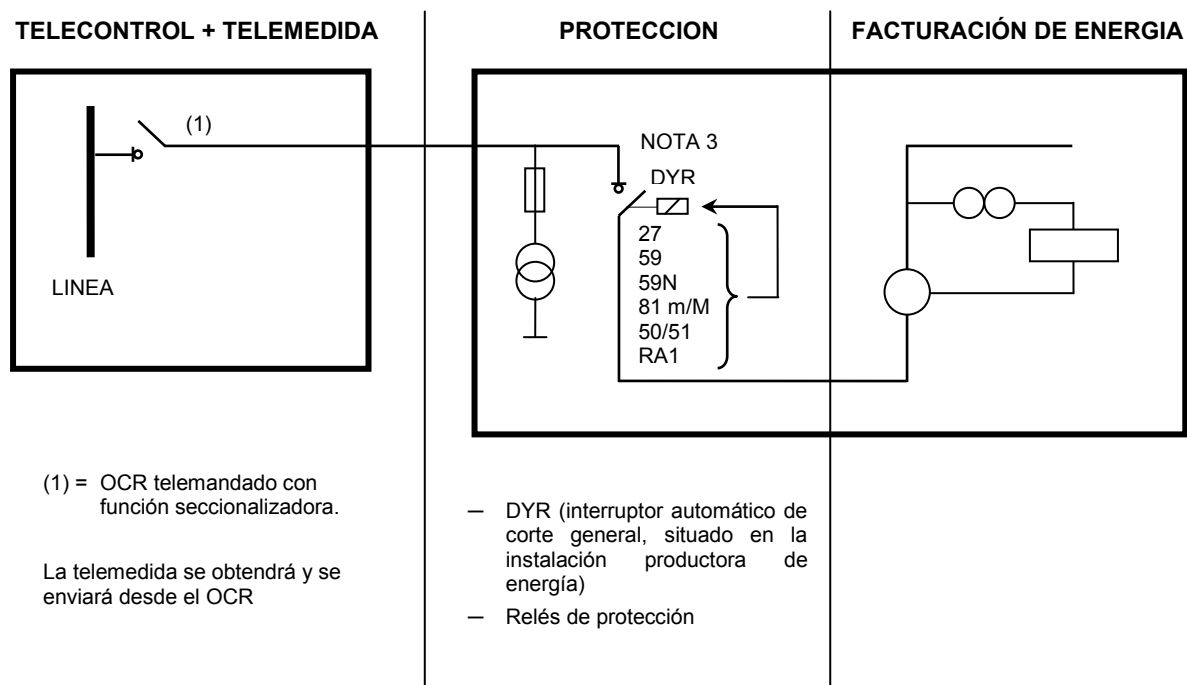 TELECONTROL + TELEMEDIDA
PROTECCION
FACTURACIÓN DE ENERGIA
(1)
LINEA
NOTA 3
DYR
27
59
59N
81 m/M
50/51
RA1
(1) = OCR telemandado con
función seccionalizadora.
La telemedida se obtendrá y se
enviará desde el OCR
─ DYR (interruptor automático de
corte general, situado en la
instalación productora de
energía)
─ Relés de protección